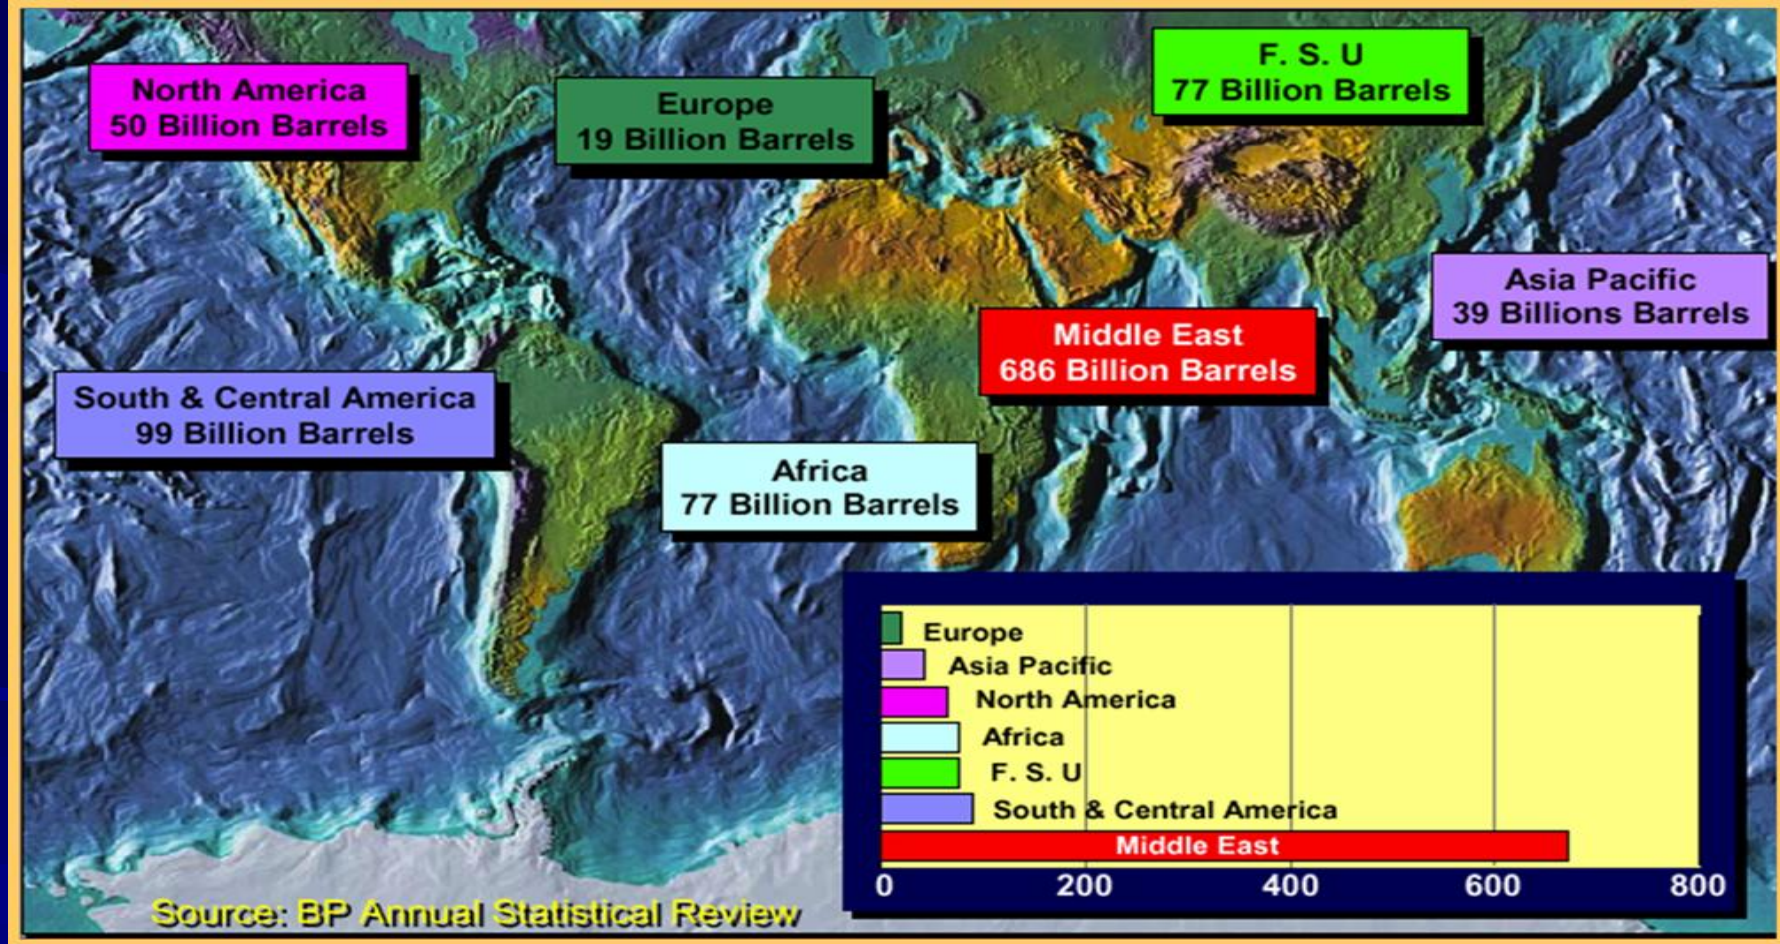 North America
50 Billion Barrels
Europe
19 Billion Barrels
F. S. U
77 Billion Barrels
Asia Pacific
39 Billions Barrels
Middle East
686 Billion Barrels
South & Central America
99 Billion Barrels
Africa
77 Billion Barrels
Europe
Asia Pacific
North America
Africa
F. S. U
South & Central America
Middle East
0 200 400 600 800
Source: BP Annual Statistical Review